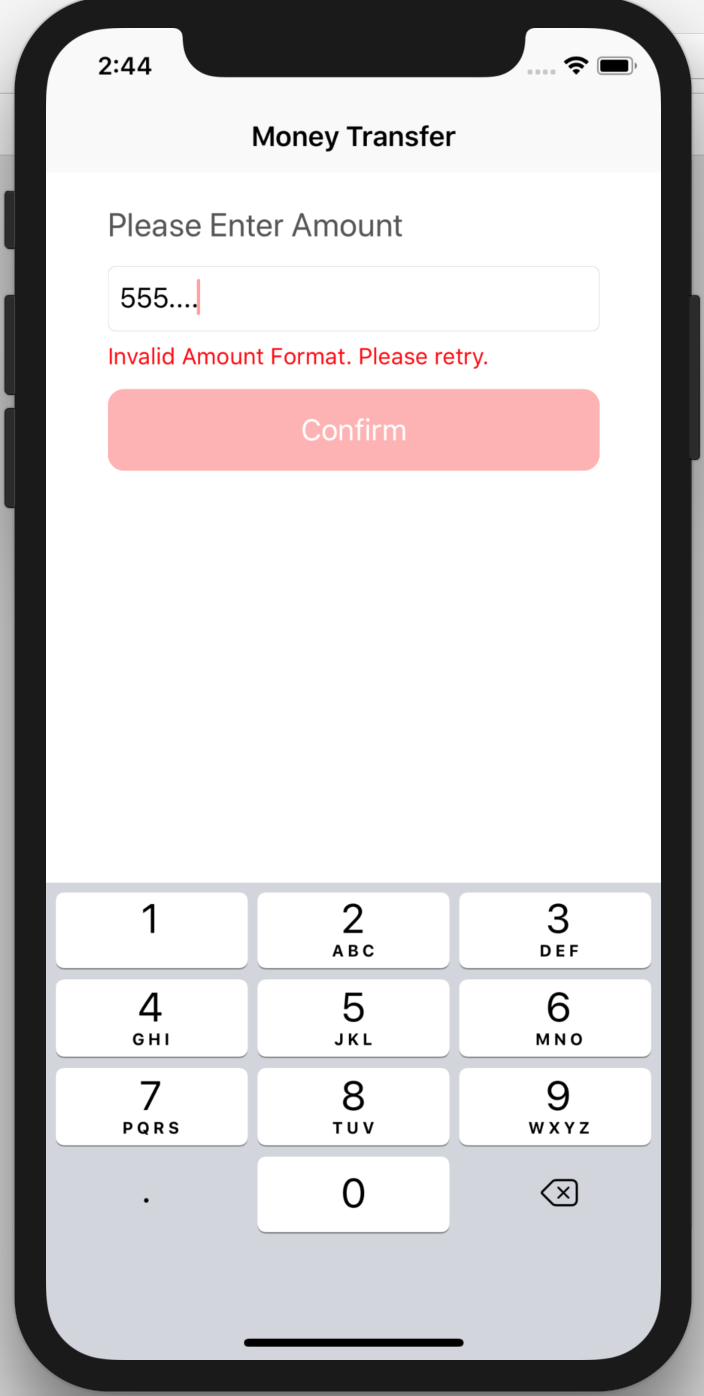 2:44
Money Transfer
Please Enter Amount
555....
Invalid Amount Format. Please retry.
Confirm
1 2 3
ABC DEF
4 5 6
GHI JKL MNO
7 8 9
PQRS TUV WXYZ
. 0